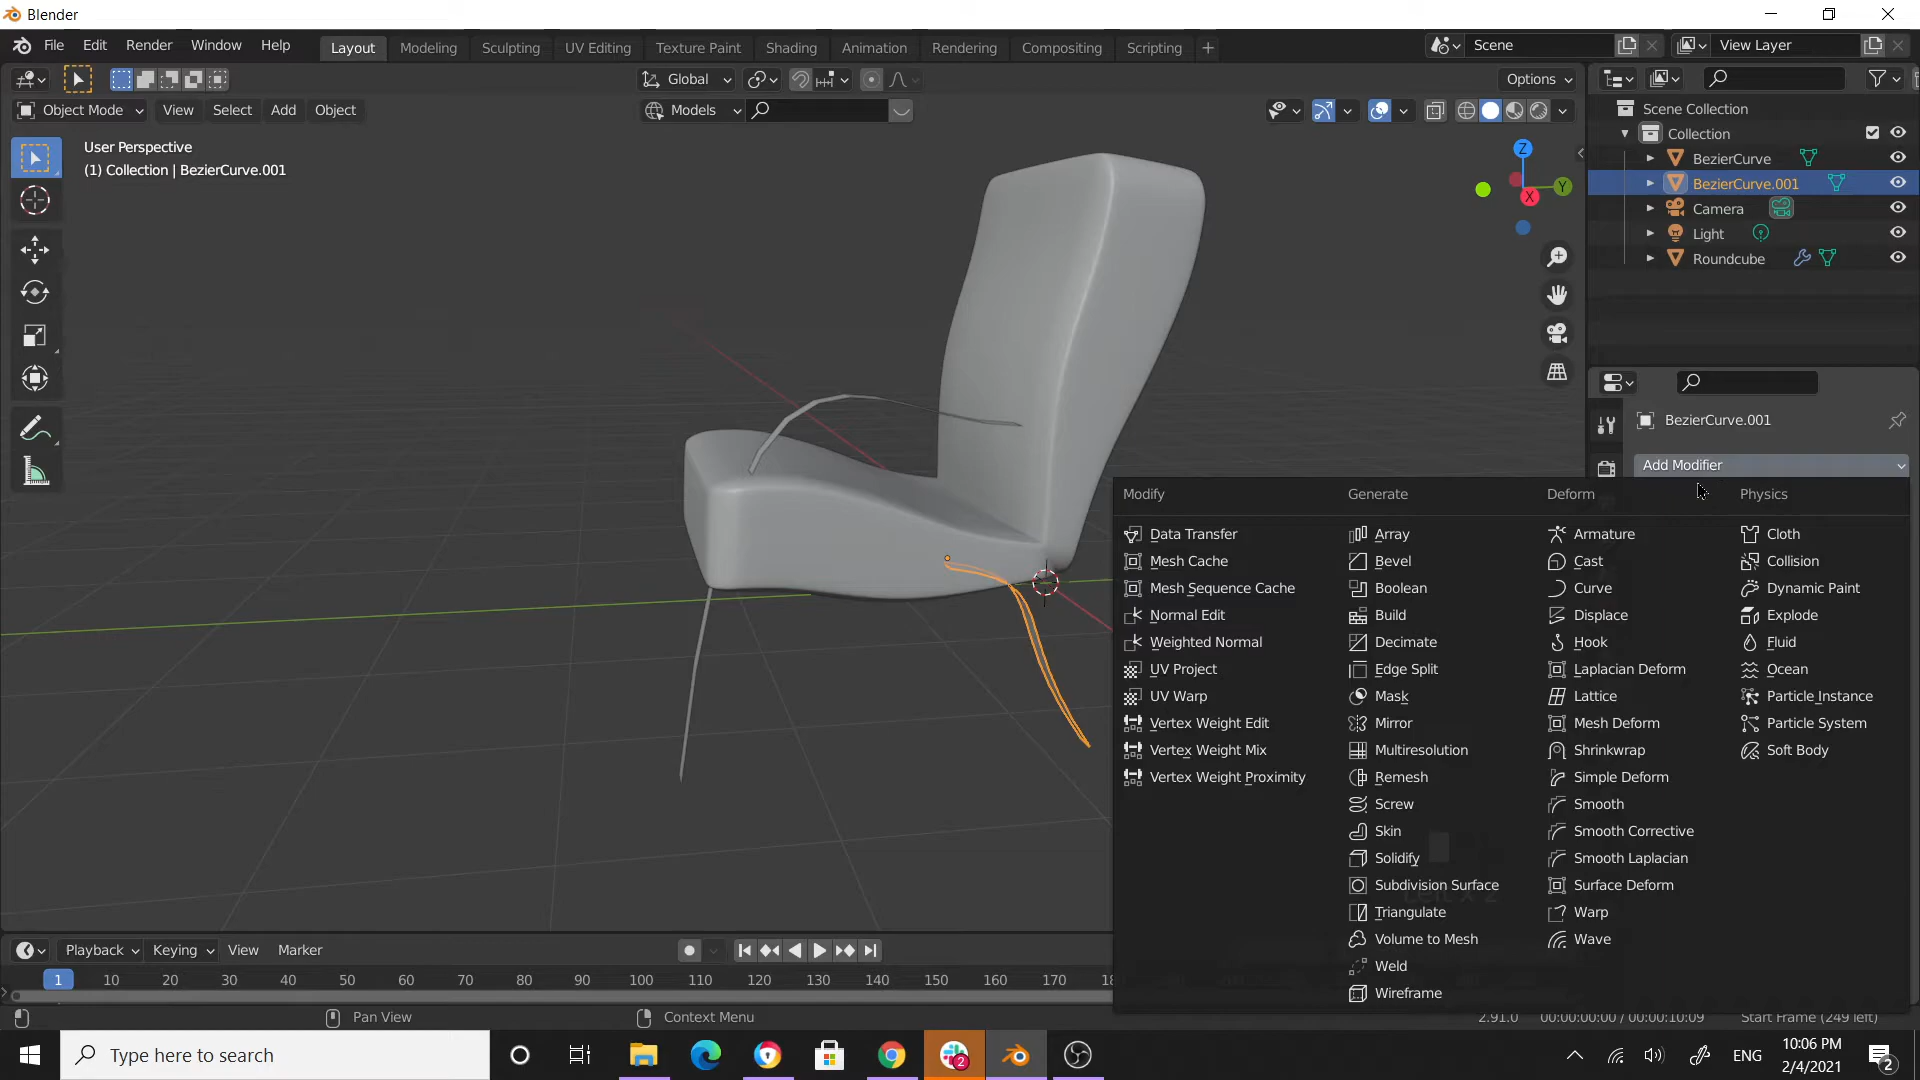 Blender
File Edit Render Window Help Layout Modeling Sculpting UV Editing Texture Paint Shading Animation Rendering Compositing Scripting + Scene View Layer
Global Options
Object Mode View Select Add Object Models
User Perspective
(1) Collection | BezierCurve.001
Z
Y
X
Scene Collection
Collection
BezierCurve
BezierCurve.001
Camera
Light
Roundcube
BezierCurve.001
Add Modifier
Modify Generate Deform Physics
Data Transfer Array Armature Cloth
Mesh Cache Bevel Cast Collision
Mesh Sequence Cache Boolean Curve Dynamic Paint
Normal Edit Build Displace Explode
Weighted Normal Decimate Hook Fluid
UV Project Edge Split Laplacian Deform Ocean
UV Warp Mask Lattice Particle Instance
Vertex Weight Edit Mirror Mesh Deform Particle System
Vertex Weight Mix Multiresolution Shrinkwrap Soft Body
Vertex Weight Proximity Remesh Simple Deform
Screw Smooth
Skin Smooth Corrective
Solidify Smooth Laplacian
Subdivision Surface Surface Deform
Triangulate Warp
Volume to Mesh Wave
Weld
Wireframe
Playback Keying View Marker
1 10 20 30 40 50 60 70 80 90 100 110 120 130 140 150 160 170
Pan View Context Menu 2.91.0 00:00:00:00 / 00:00:10:09 Start Frame (249 left)
Type here to search 2 ENG 10:06 PM
2/4/2021 2